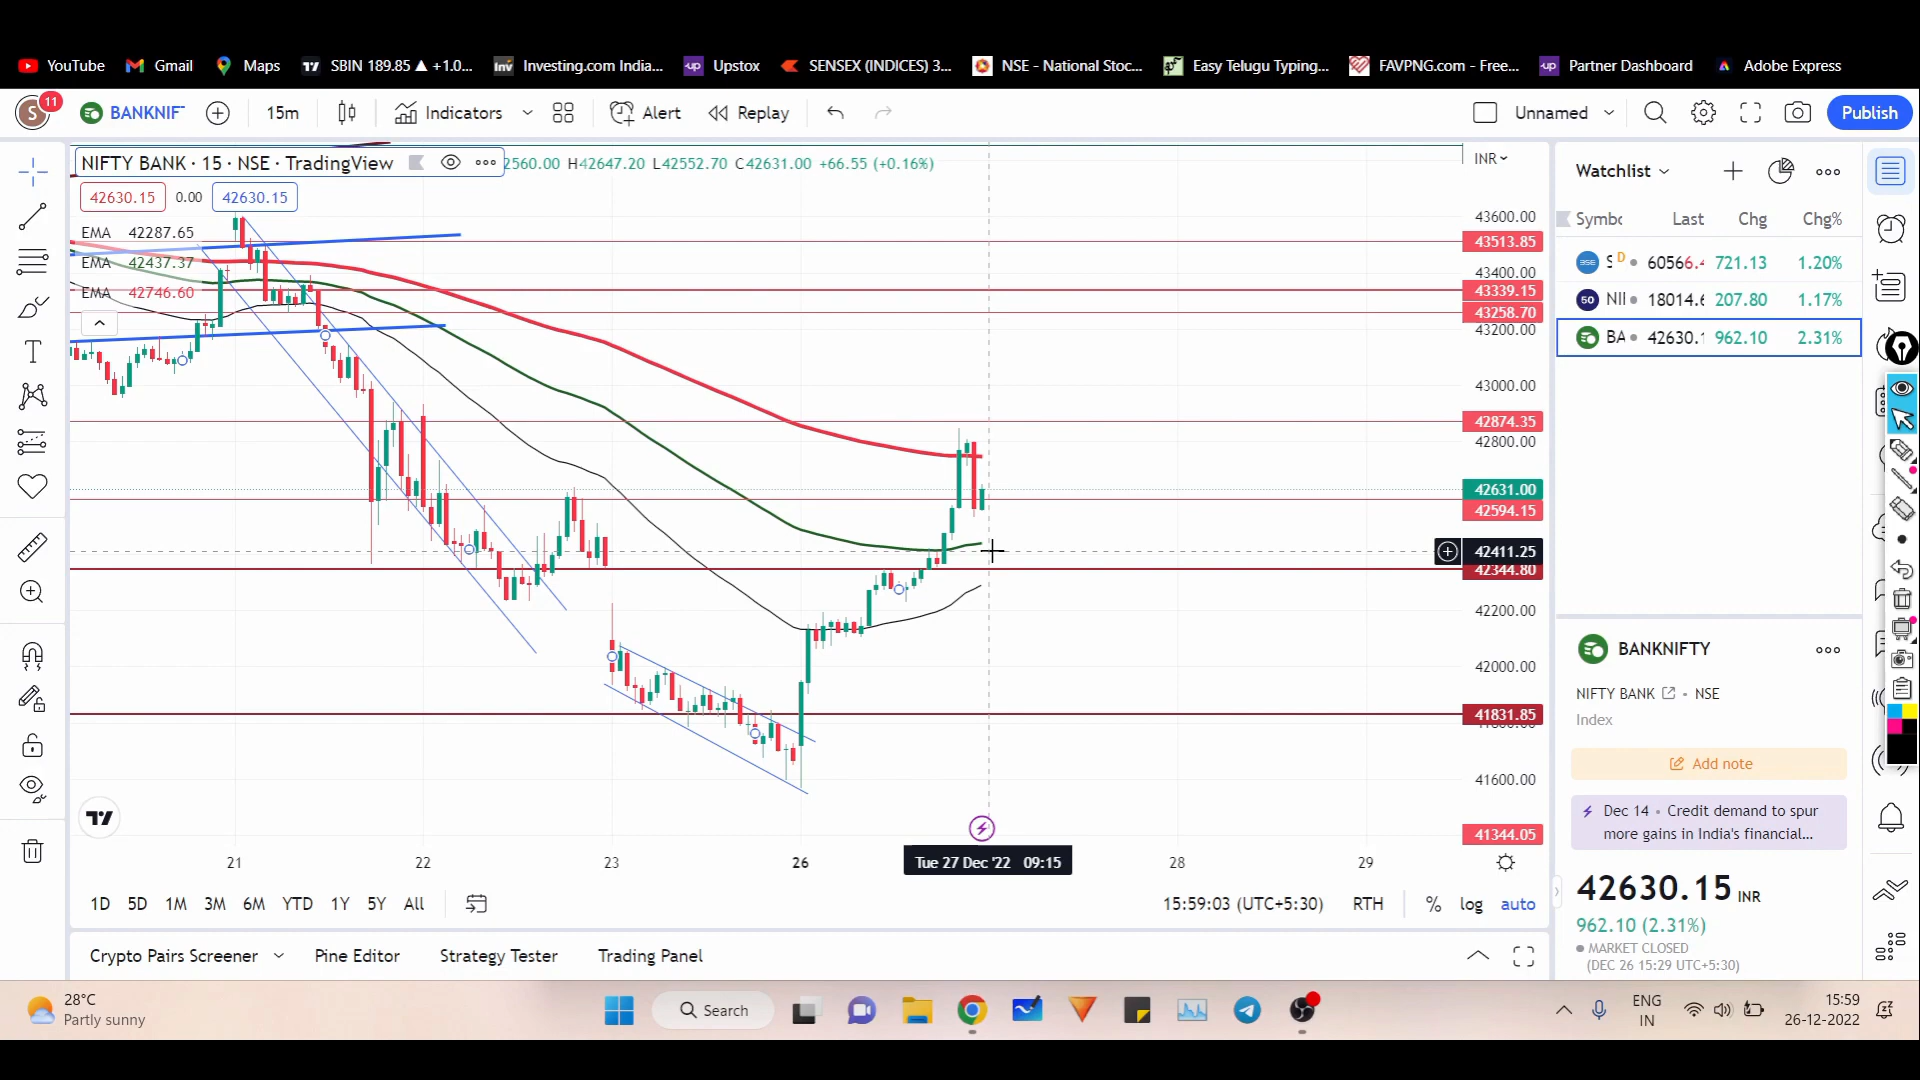 YouTube Gmail Maps SBIN 189.85 ▲ +1.0... Investing.com India... Upstox SENSEX (INDICES) 3... NSE - National Stoc... Easy Telugu Typing... FAVPNG.com - Free... Partner Dashboard Adobe Express
S 11 BANKNIF 15m Indicators Alert Replay Unnamed Publish
NIFTY BANK · 15 · NSE · TradingView 2560.00 H42647.20 L42552.70 C42631.00 +66.55 (+0.16%) INR
42630.15 0.00 42630.15
EMA 42287.65
EMA 42437.37
EMA 42746.60
43600.00
43513.85
43400.00
43339.15
43258.70
43200.00
43000.00
42874.35
42800.00
42631.00
42594.15
42411.25
42344.80
42200.00
42000.00
41831.85
41600.00
41344.05
21 22 23 26 Tue 27 Dec '22 09:15 28 29
1D 5D 1M 3M 6M YTD 1Y 5Y All 15:59:03 (UTC+5:30) RTH % log auto
Crypto Pairs Screener Pine Editor Strategy Tester Trading Panel
Watchlist
Last Chg Chg%
D 60566.4 721.13 1.20%
50 18014.6 207.80 1.17%
BA 42630.1 962.10 2.31%
BANKNIFTY
NIFTY BANK · NSE
Index
Add note
Dec 14 · Credit demand to spur
more gains in India's financial...
42630.15 INR
962.10 (2.31%)
MARKET CLOSED
(DEC 26 15:29 UTC+5:30)
28°C
Partly sunny
Search
ENG
IN
15:59
26-12-2022